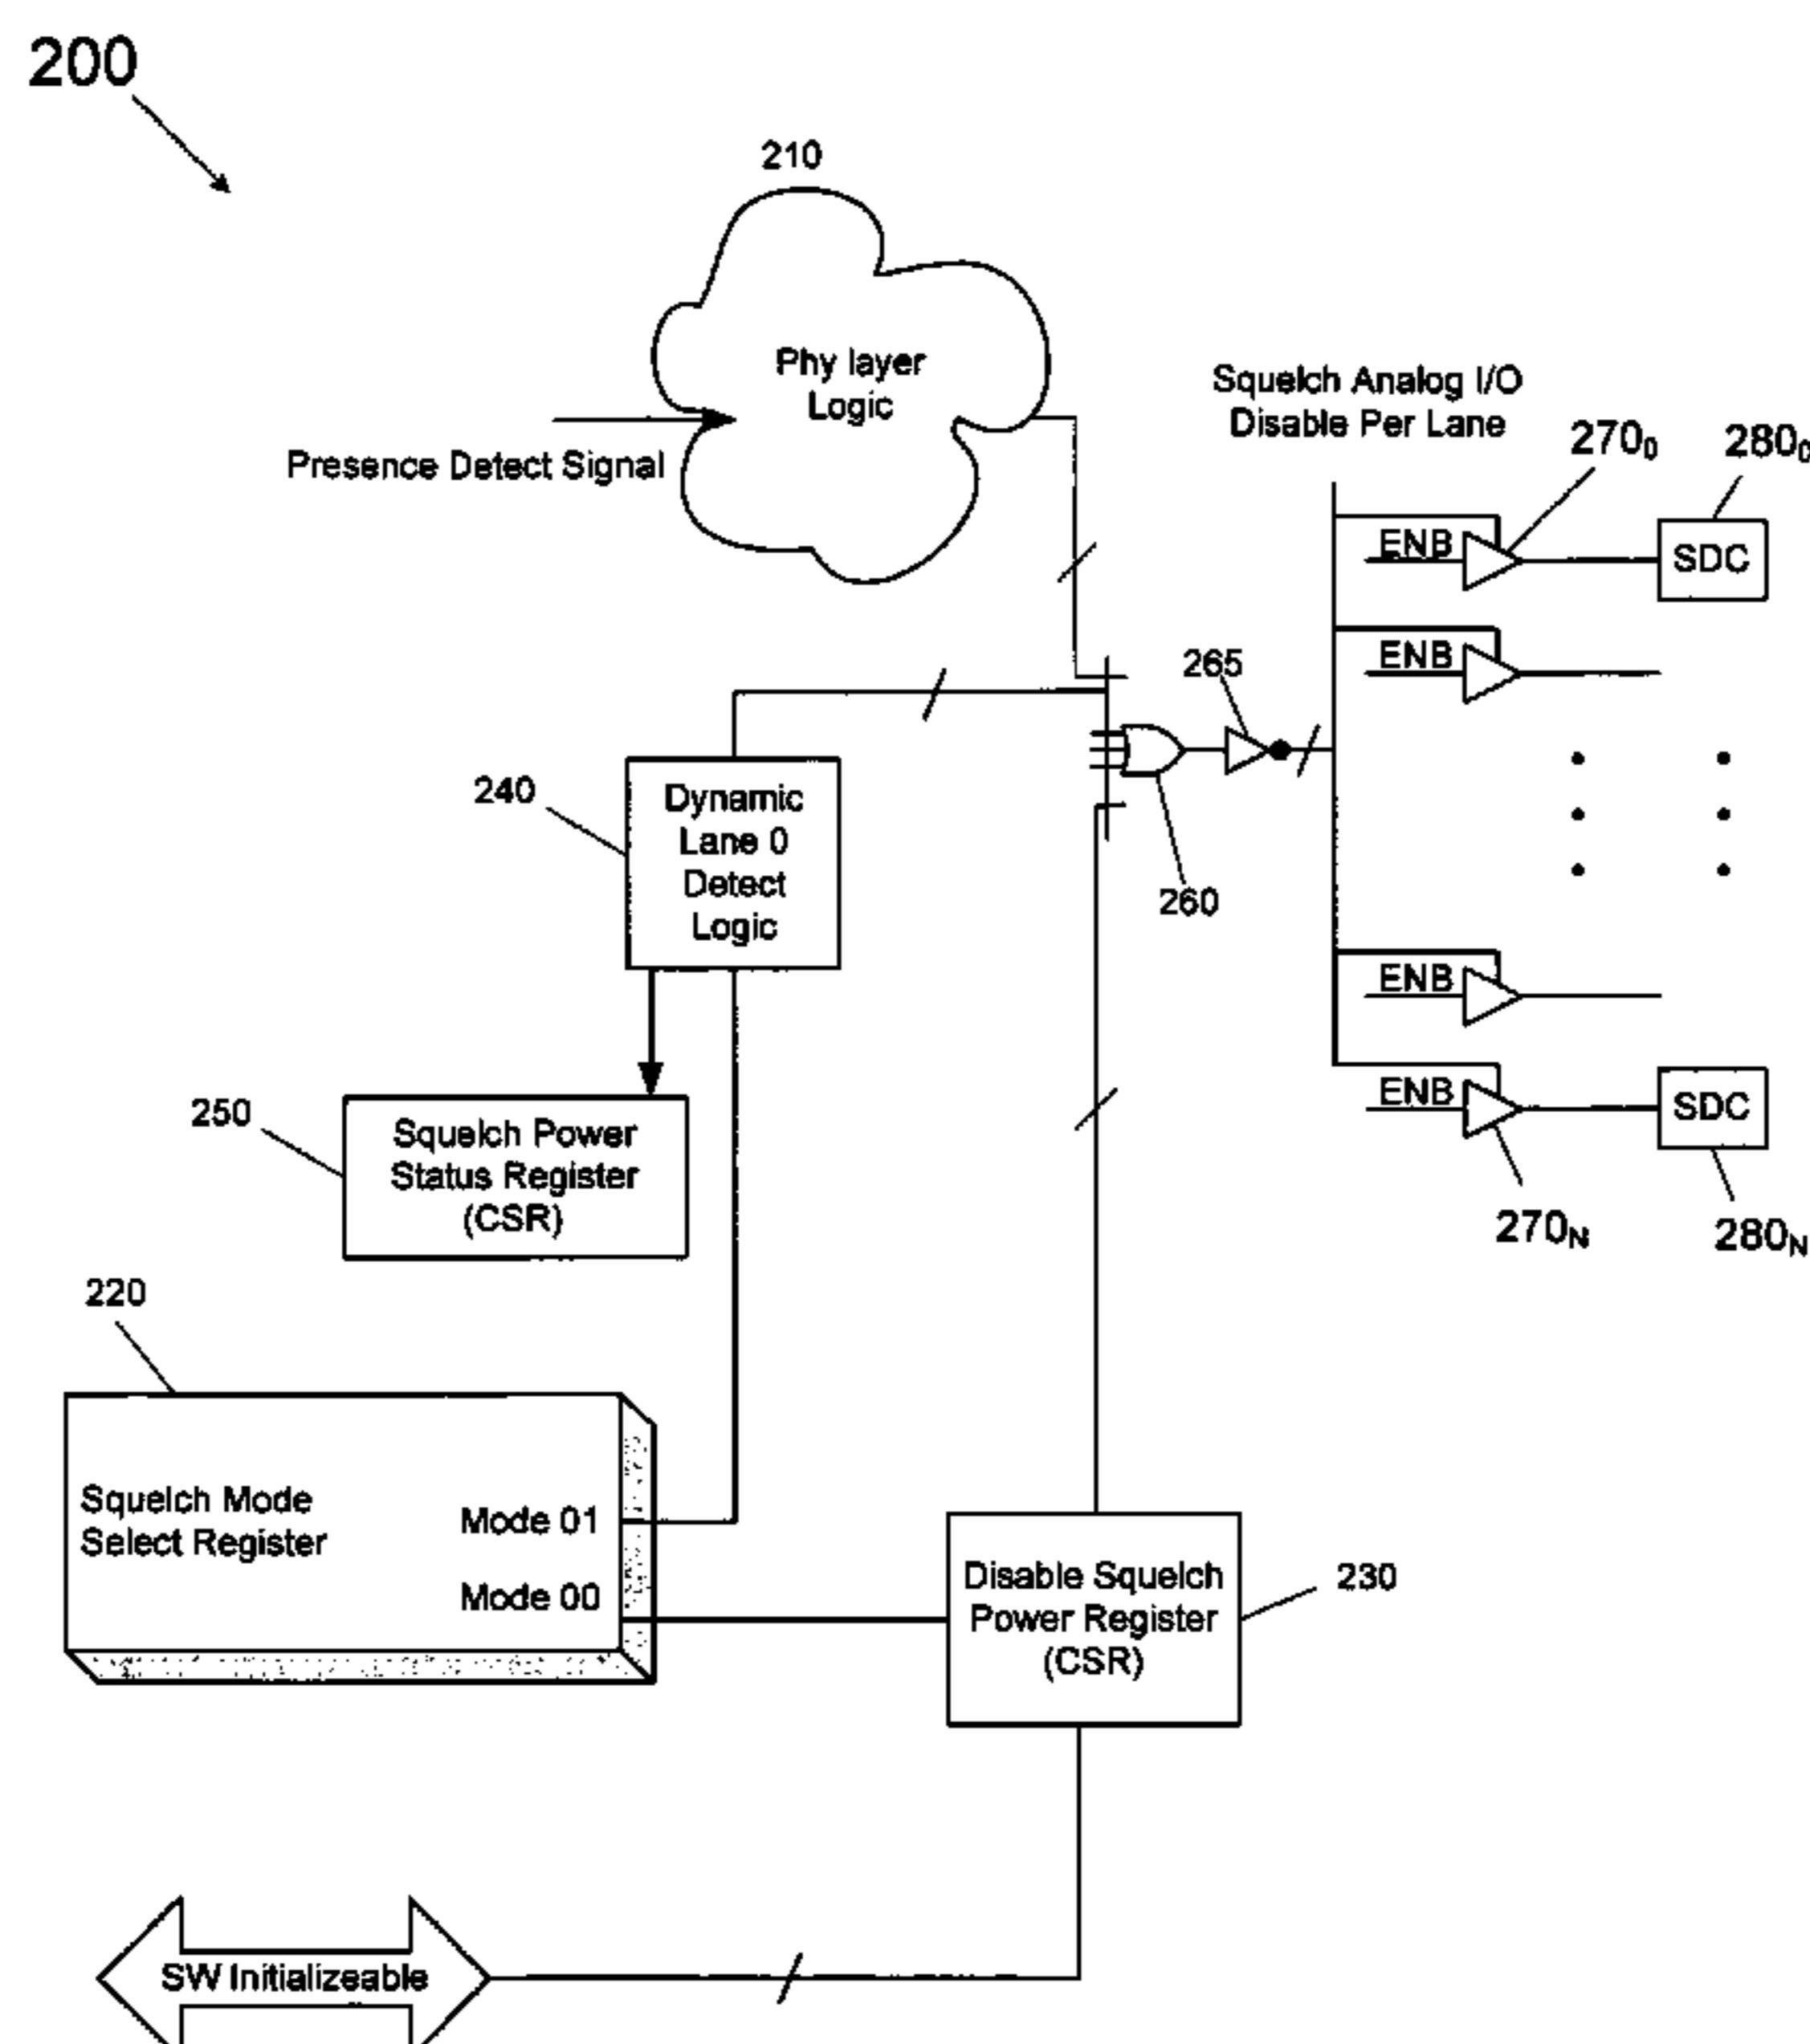 200
210
Phy layer
Logic
Presence Detect Signal
Squelch Analog I/O
Disable Per Lane
270₀
280₀
ENB
SDC
ENB
265
260
240
Dynamic
Lane 0
Detect
Logic
ENB
ENB
SDC
270N
280N
250
Squelch Power
Status Register
(CSR)
220
Squelch Mode
Select Register
Mode 01
Mode 00
Disable Squelch
Power Register
(CSR)
230
SW Initializeable